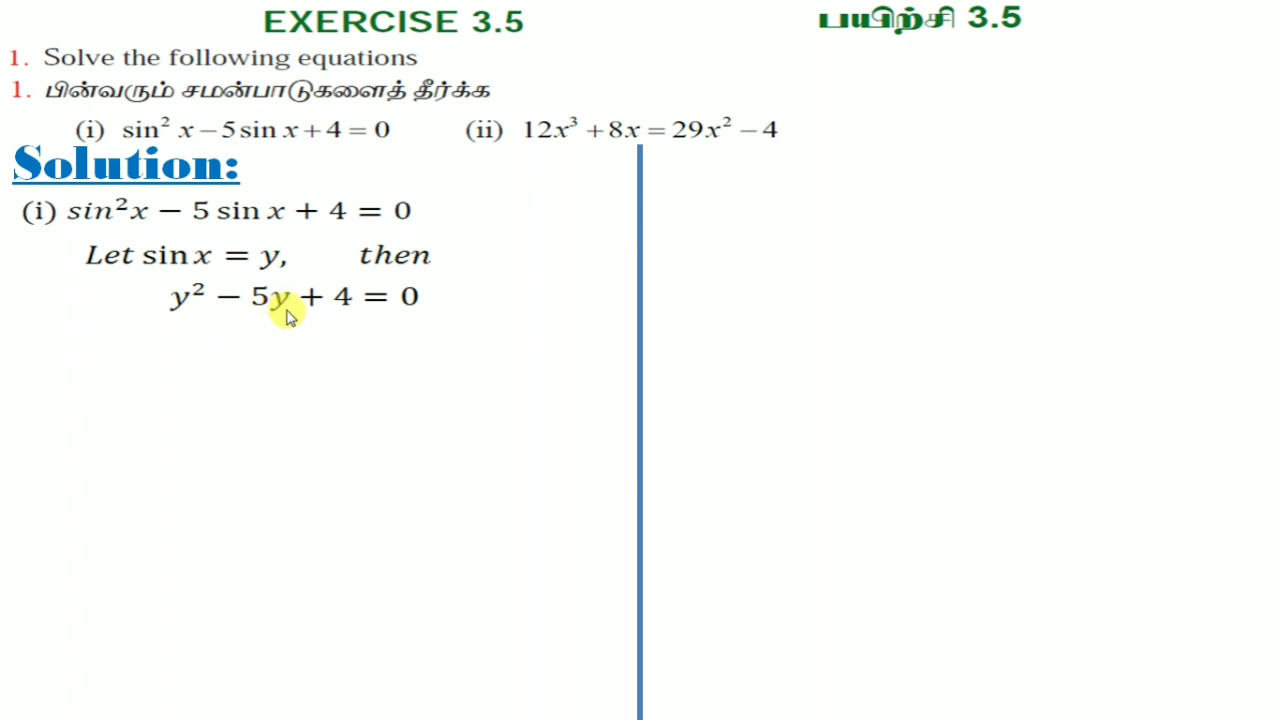 EXERCISE 3.5 பயிற்சி 3.5
1. Solve the following equations
1. பின்வரும் சமன்பாடுகளைத் தீர்க்க
(i) sin² x – 5 sin x + 4 = 0 (ii) 12x³ + 8x = 29x² – 4
Solution:
(i) sin²x − 5 sin x + 4 = 0
Let sin x = y, then
y² − 5y + 4 = 0